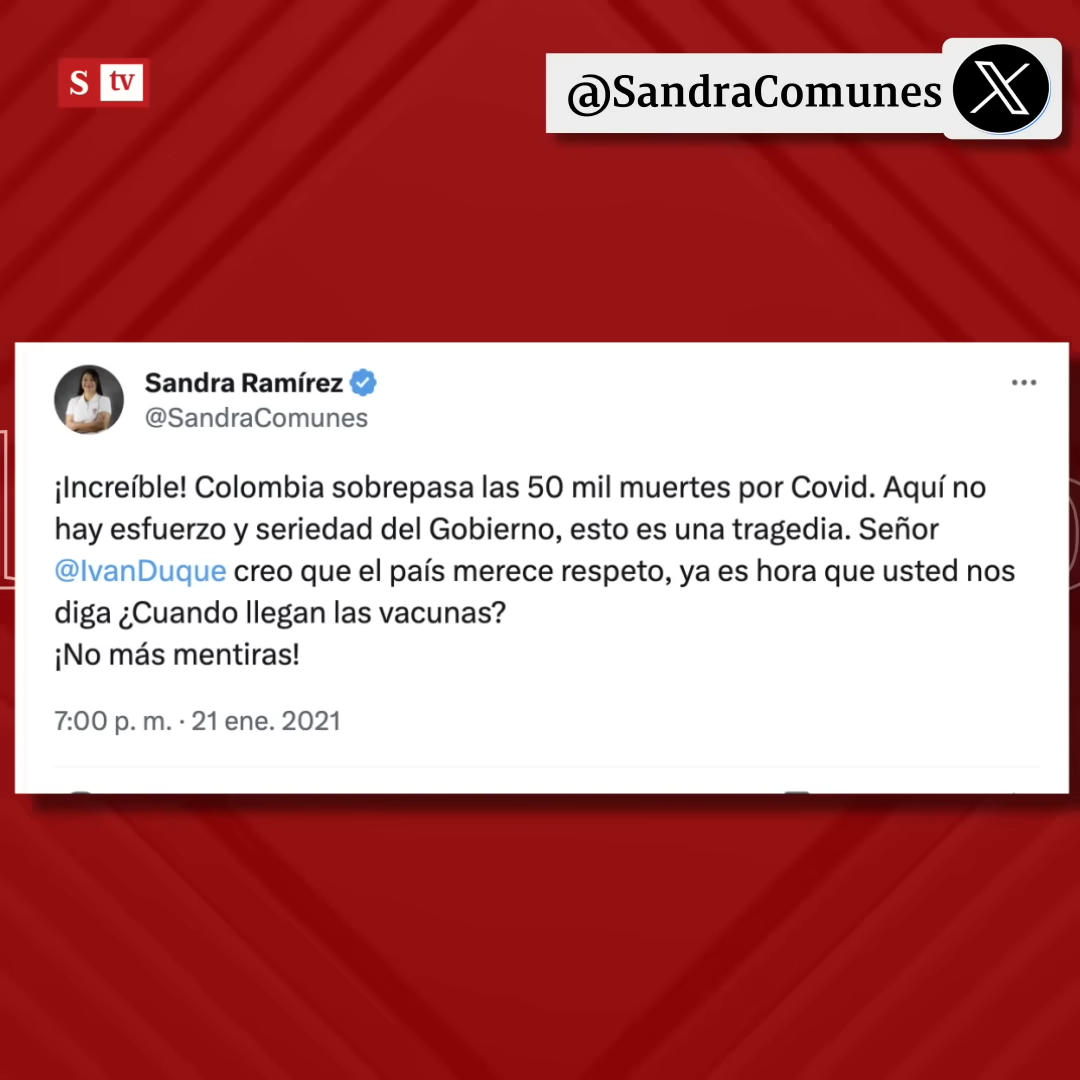 S tv
@SandraComunes
Sandra Ramírez
@SandraComunes
¡Increíble! Colombia sobrepasa las 50 mil muertes por Covid. Aquí no
hay esfuerzo y seriedad del Gobierno, esto es una tragedia. Señor
@IvanDuque creo que el país merece respeto, ya es hora que usted nos
diga ¿Cuando llegan las vacunas?
¡No más mentiras!
7:00 p. m. · 21 ene. 2021